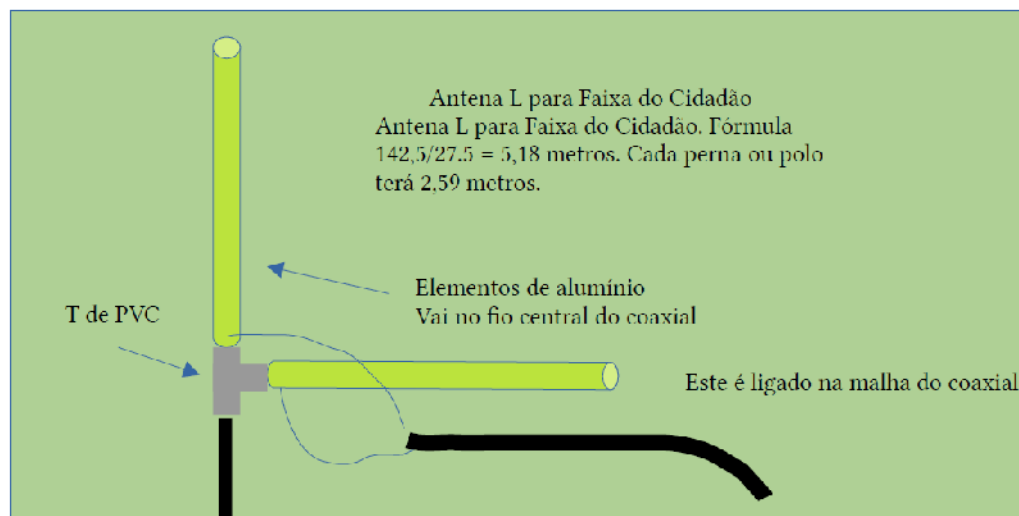 Antena L para Faixa do Cidadão
Antena L para Faixa do Cidadão. Fórmula
142,5/27.5 = 5,18 metros. Cada perna ou polo
terá 2,59 metros.
Elementos de alumínio
Vai no fio central do coaxial
T de PVC
Este é ligado na malha do coaxial